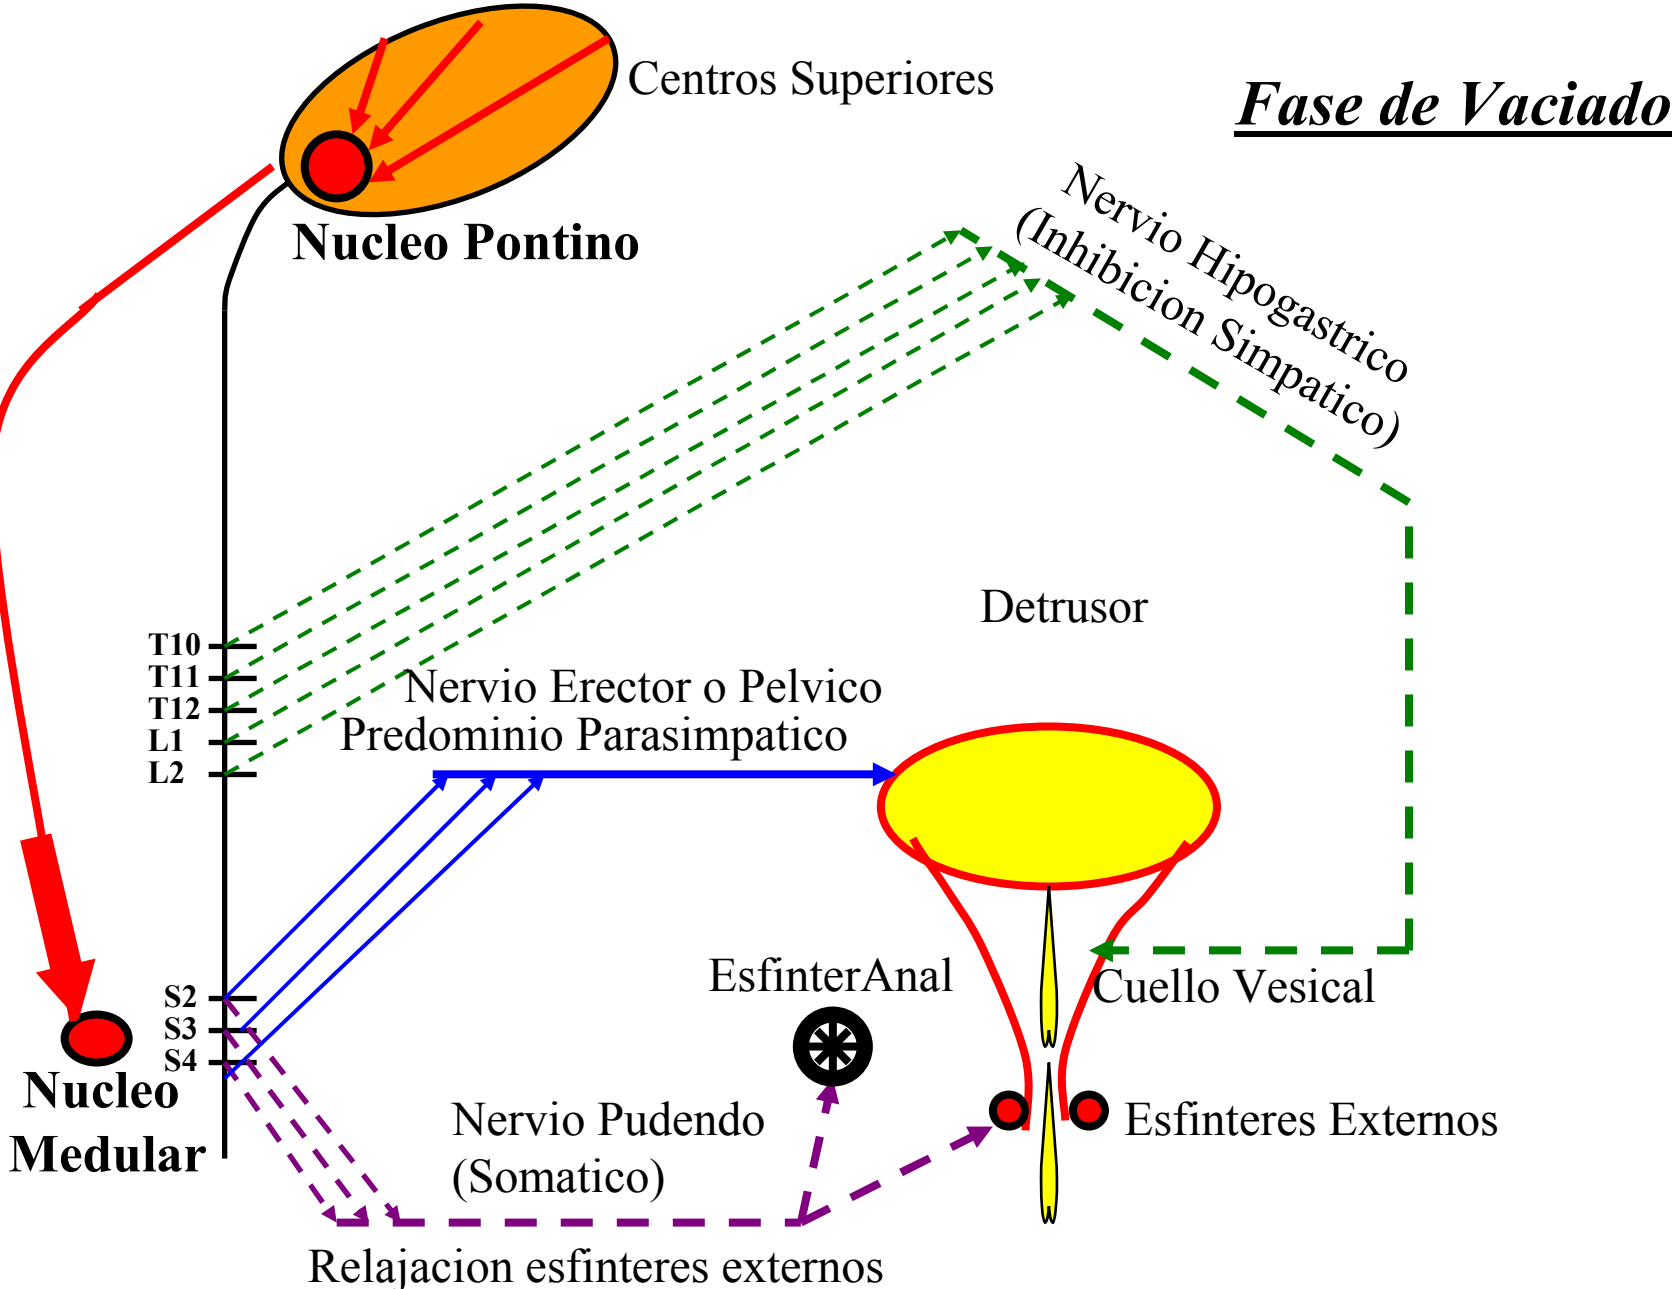 Centros Superiores
Fase de Vaciado
Nucleo Pontino
Nervio Hipogastrico
(Inhibicion Simpatico)
Detrusor
T10
T11
T12
L1
L2
Nervio Erector o Pelvico
Predominio Parasimpatico
EsfinterAnal
Cuello Vesical
S2
S3
S4
Nucleo
Medular
Nervio Pudendo
(Somatico)
Esfinteres Externos
Relajacion esfinteres externos